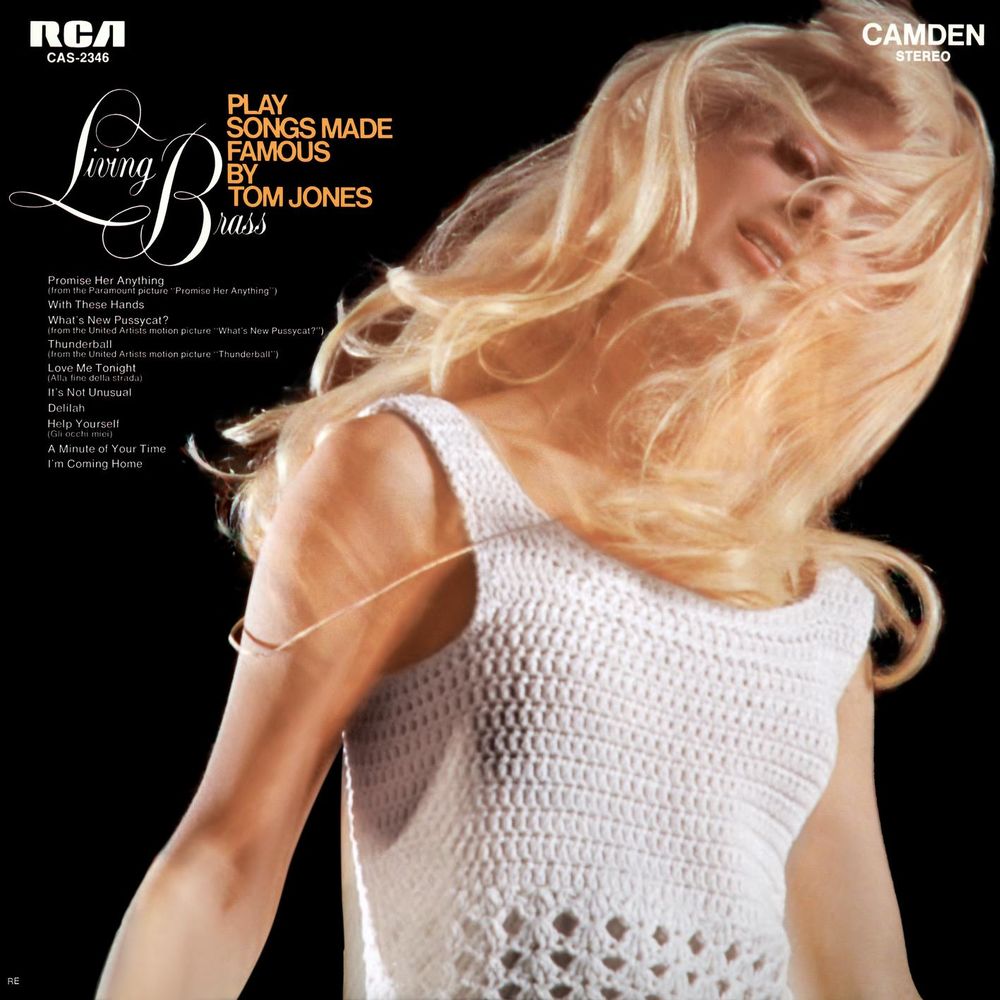 RCA
CAS-2346
CAMDEN
STEREO
Living Brass
PLAY
SONGS MADE
FAMOUS
BY
TOM JONES
Promise Her Anything
(from the Paramount picture "Promise Her Anything")
With These Hands
What's New Pussycat?
(from the United Artists motion picture "What's New Pussycat?")
Thunderball
(from the United Artists motion picture "Thunderball")
Love Me Tonight
(Alla fine della strada)
It's Not Unusual
Delilah
Help Yourself
(Gli occhi miei)
A Minute of Your Time
I'm Coming Home
RE